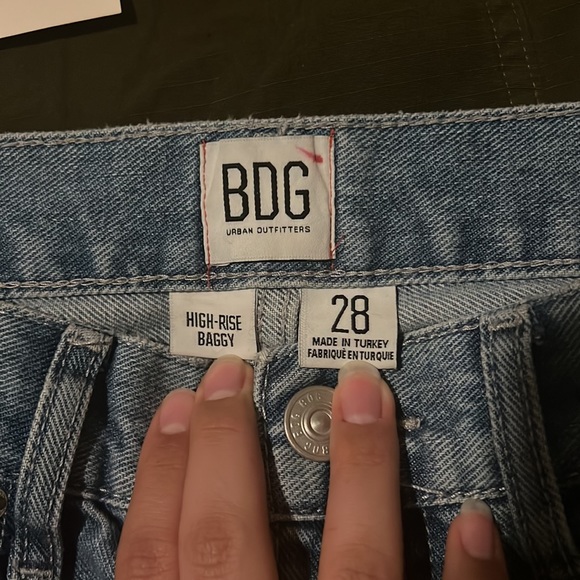 BDG
URBAN OUTFITTERS
HIGH-RISE
BAGGY
28
MADE IN TURKEY
FABRIQUÉ EN TURQUIE